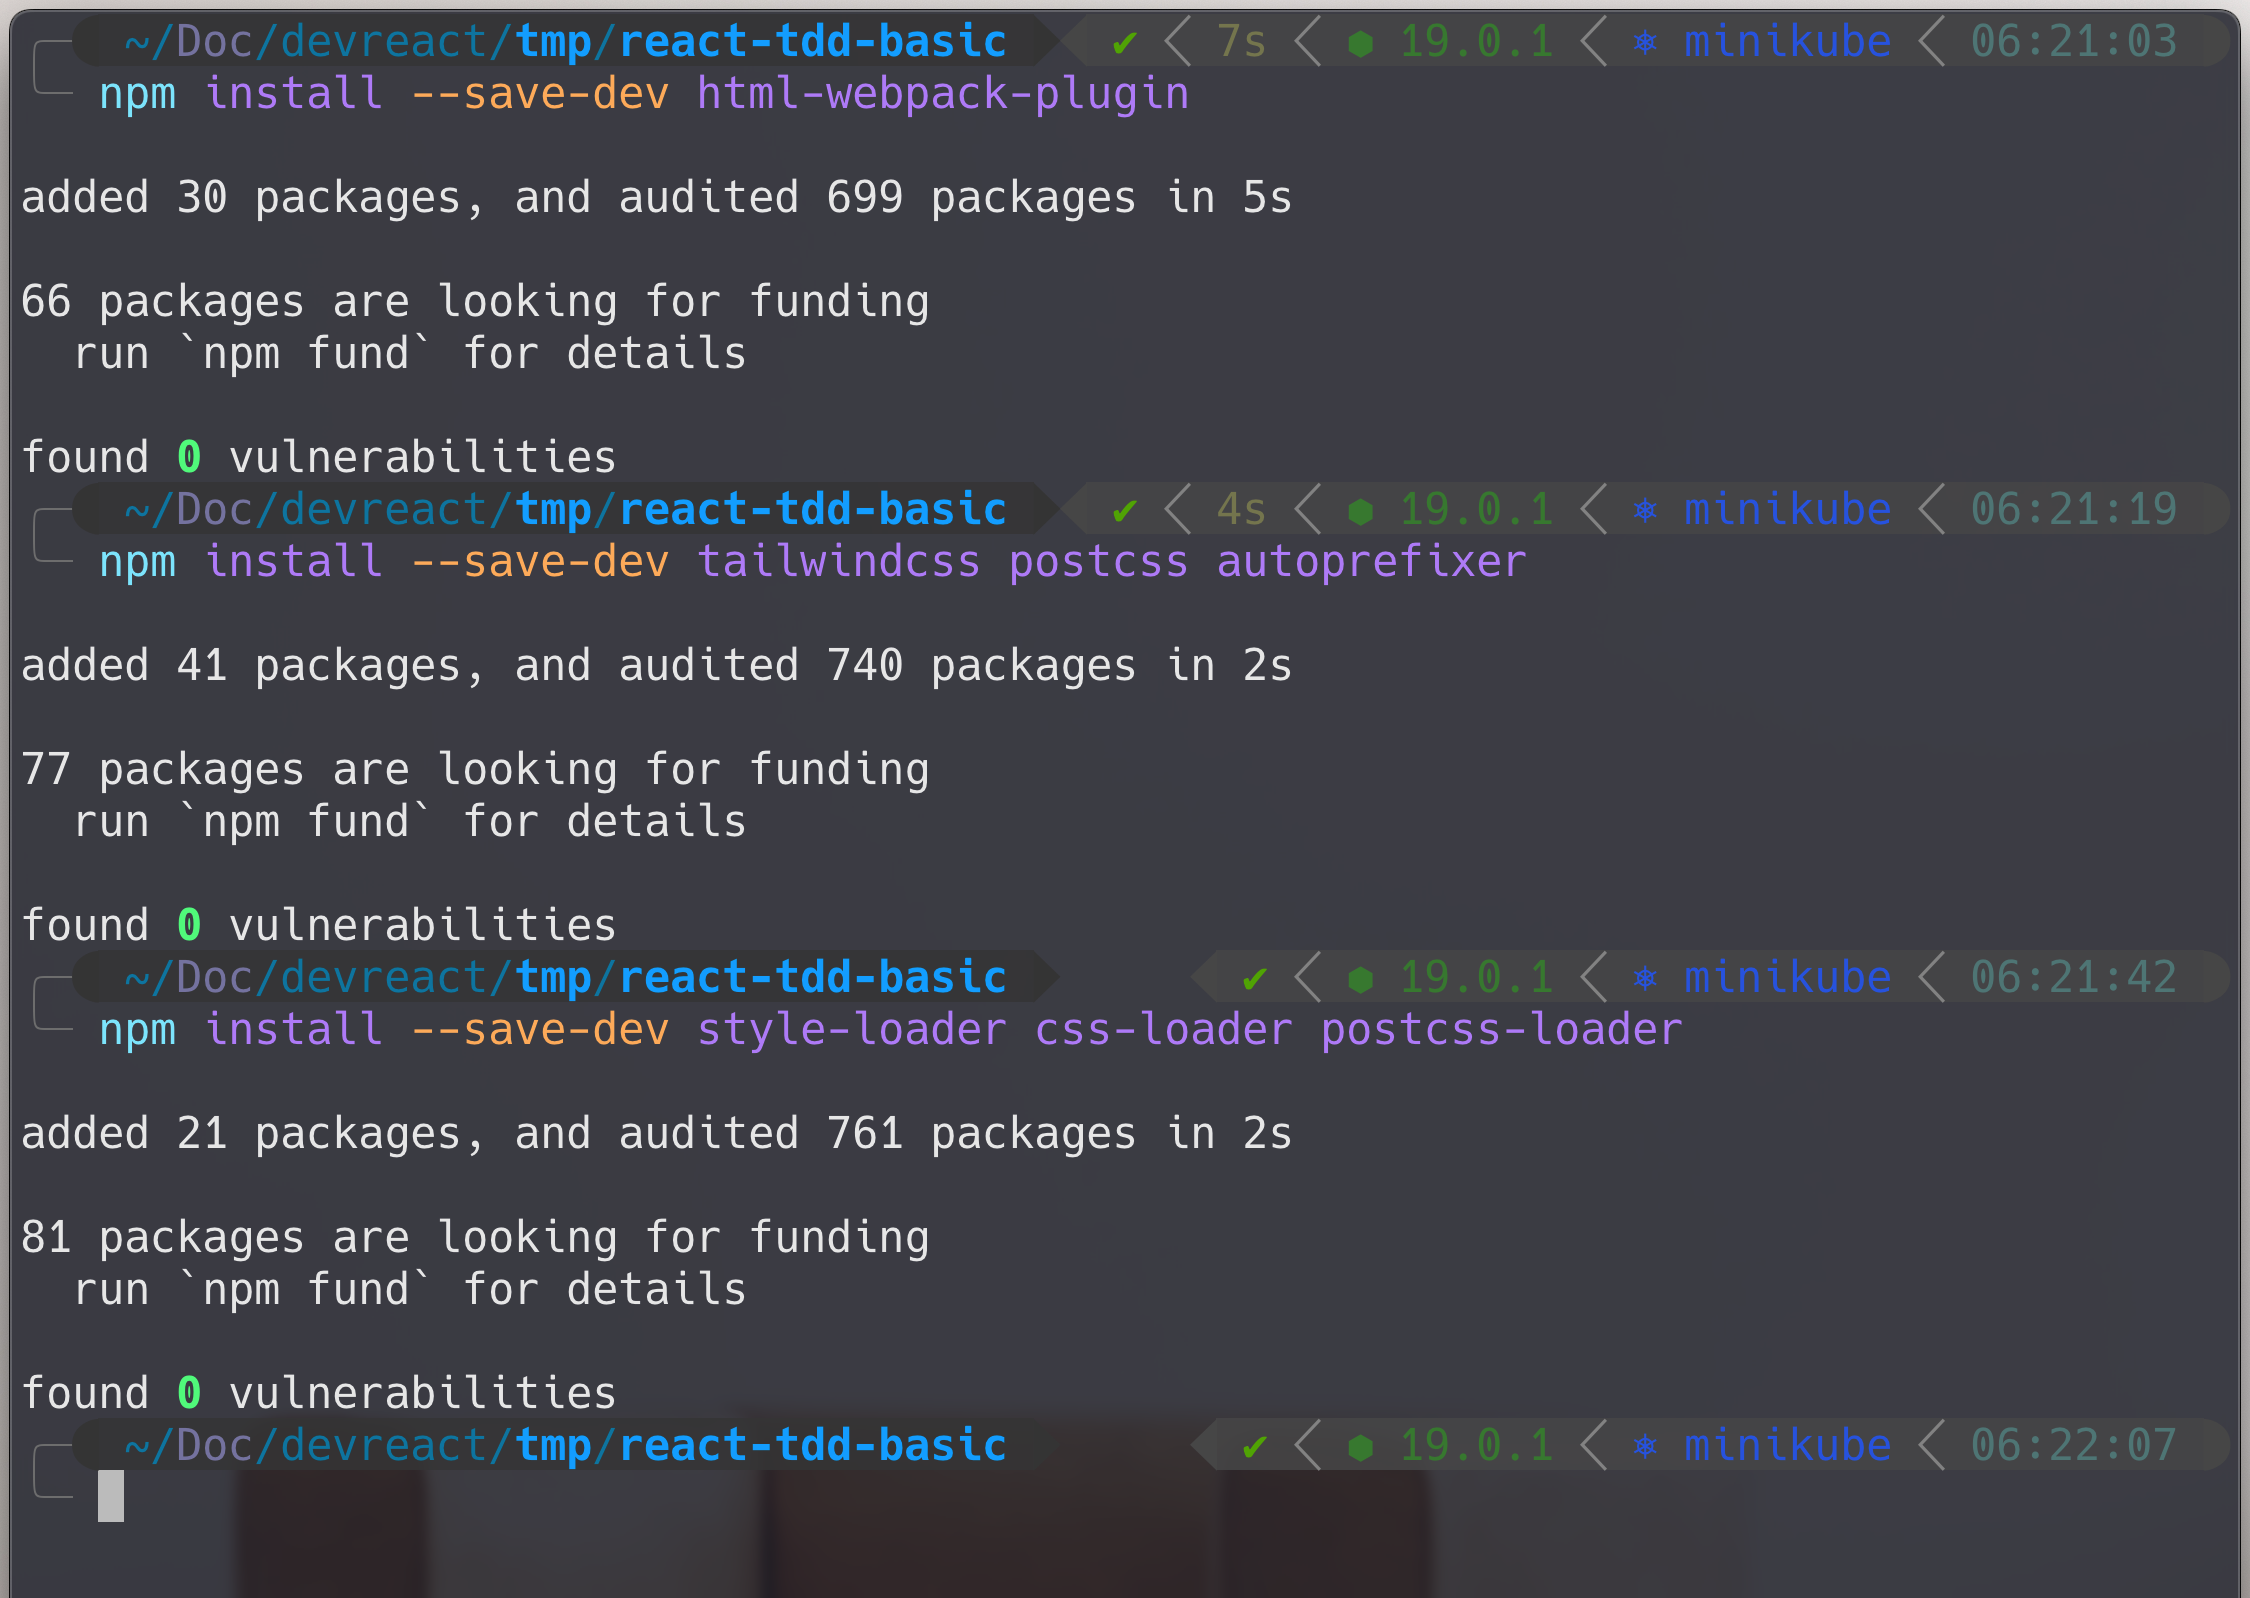 ~/Doc/devreact/tmp/react-tdd-basic ✔ 7s ⬢ 19.0.1 ⎈ minikube 06:21:03
npm install --save-dev html-webpack-plugin
added 30 packages, and audited 699 packages in 5s
66 packages are looking for funding
run `npm fund` for details
found 0 vulnerabilities
~/Doc/devreact/tmp/react-tdd-basic ✔ 4s ⬢ 19.0.1 ⎈ minikube 06:21:19
npm install --save-dev tailwindcss postcss autoprefixer
added 41 packages, and audited 740 packages in 2s
77 packages are looking for funding
run `npm fund` for details
found 0 vulnerabilities
~/Doc/devreact/tmp/react-tdd-basic ✔ ⬢ 19.0.1 ⎈ minikube 06:21:42
npm install --save-dev style-loader css-loader postcss-loader
added 21 packages, and audited 761 packages in 2s
81 packages are looking for funding
run `npm fund` for details
found 0 vulnerabilities
~/Doc/devreact/tmp/react-tdd-basic ✔ ⬢ 19.0.1 ⎈ minikube 06:22:07